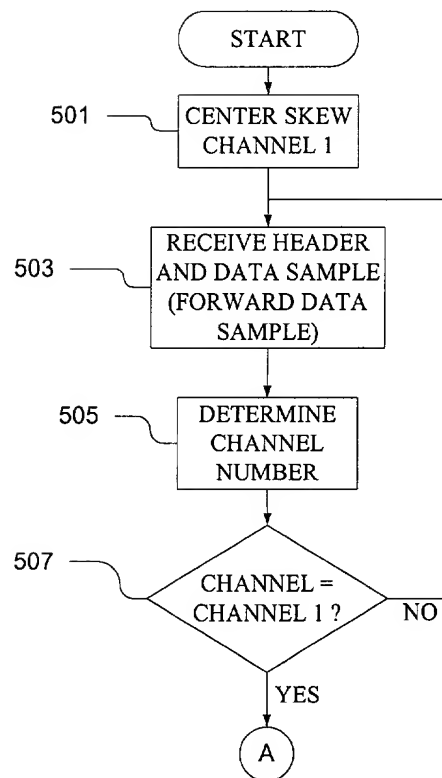 START
501
CENTER SKEW
CHANNEL 1
503
RECEIVE HEADER
AND DATA SAMPLE
(FORWARD DATA
SAMPLE)
505
DETERMINE
CHANNEL
NUMBER
507
CHANNEL =
CHANNEL 1 ?
NO
YES
A